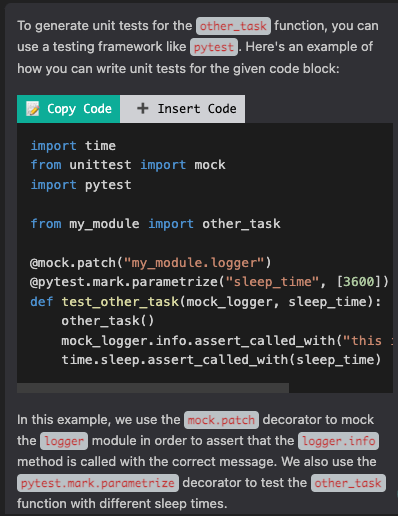 To generate unit tests for the other_task function, you can
use a testing framework like pytest. Here's an example of
how you can write unit tests for the given code block:
📝 Copy Code ➕ Insert Code
import time
from unittest import mock
import pytest
from my_module import other_task
@mock.patch("my_module.logger")
@pytest.mark.parametrize("sleep_time", [3600])
def test_other_task(mock_logger, sleep_time):
other_task()
mock_logger.info.assert_called_with("this
time.sleep.assert_called_with(sleep_time)
In this example, we use the mock.patch decorator to mock
the logger module in order to assert that the logger.info
method is called with the correct message. We also use the
pytest.mark.parametrize decorator to test the other_task
function with different sleep times.